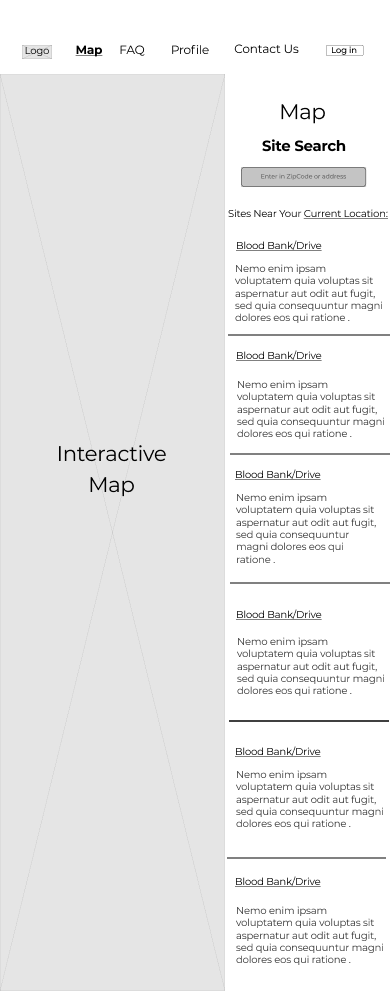 Logo
Map
FAQ
Profile
Contact Us
Log in
Interactive
Map
Map
Site Search
Enter in ZipCode or address
Sites Near Your Current Location:
Blood Bank/Drive
Nemo enim ipsam
voluptatem quia voluptas sit
aspernatur aut odit aut fugit,
sed quia consequuntur magni
dolores eos qui ratione .
Blood Bank/Drive
Nemo enim ipsam
voluptatem quia voluptas sit
aspernatur aut odit aut fugit,
sed quia consequuntur magni
dolores eos qui ratione .
Blood Bank/Drive
Nemo enim ipsam
voluptatem quia voluptas sit
aspernatur aut odit aut fugit,
sed quia consequuntur
magni dolores eos qui
ratione .
Blood Bank/Drive
Nemo enim ipsam
voluptatem quia voluptas sit
aspernatur aut odit aut fugit,
sed quia consequuntur magni
dolores eos qui ratione .
Blood Bank/Drive
Nemo enim ipsam
voluptatem quia voluptas sit
aspernatur aut odit aut fugit,
sed quia consequuntur magni
dolores eos qui ratione .
Blood Bank/Drive
Nemo enim ipsam
voluptatem quia voluptas sit
aspernatur aut odit aut fugit,
sed quia consequuntur magni
dolores eos qui ratione .